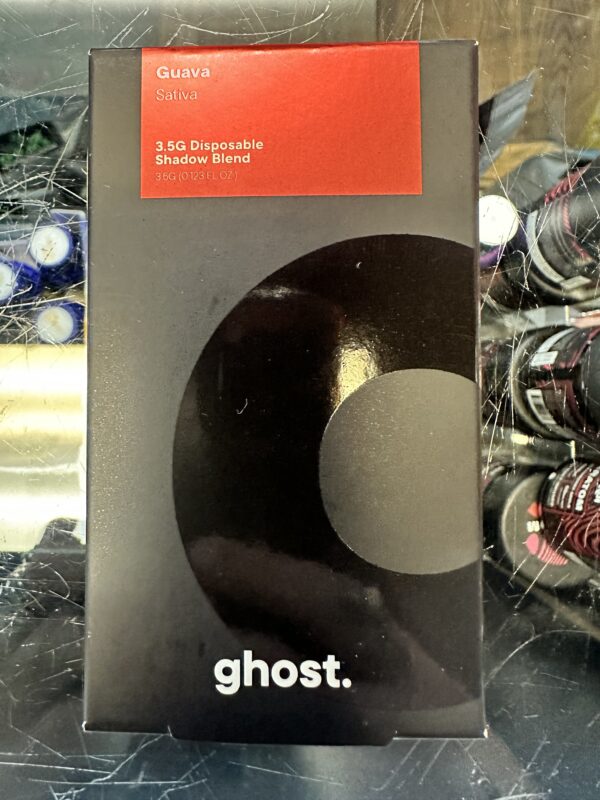 Guava
Sativa
3.5G Disposable
Shadow Blend
3.5G (0.123 FL OZ)
ghost.